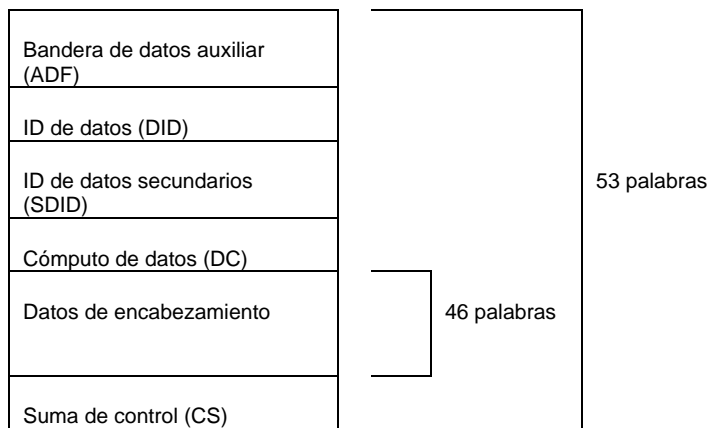 Bandera de datos auxiliar
(ADF)
ID de datos (DID)
ID de datos secundarios
(SDID)
53 palabras
Cómputo de datos (DC)
Datos de encabezamiento
46 palabras
Suma de control (CS)